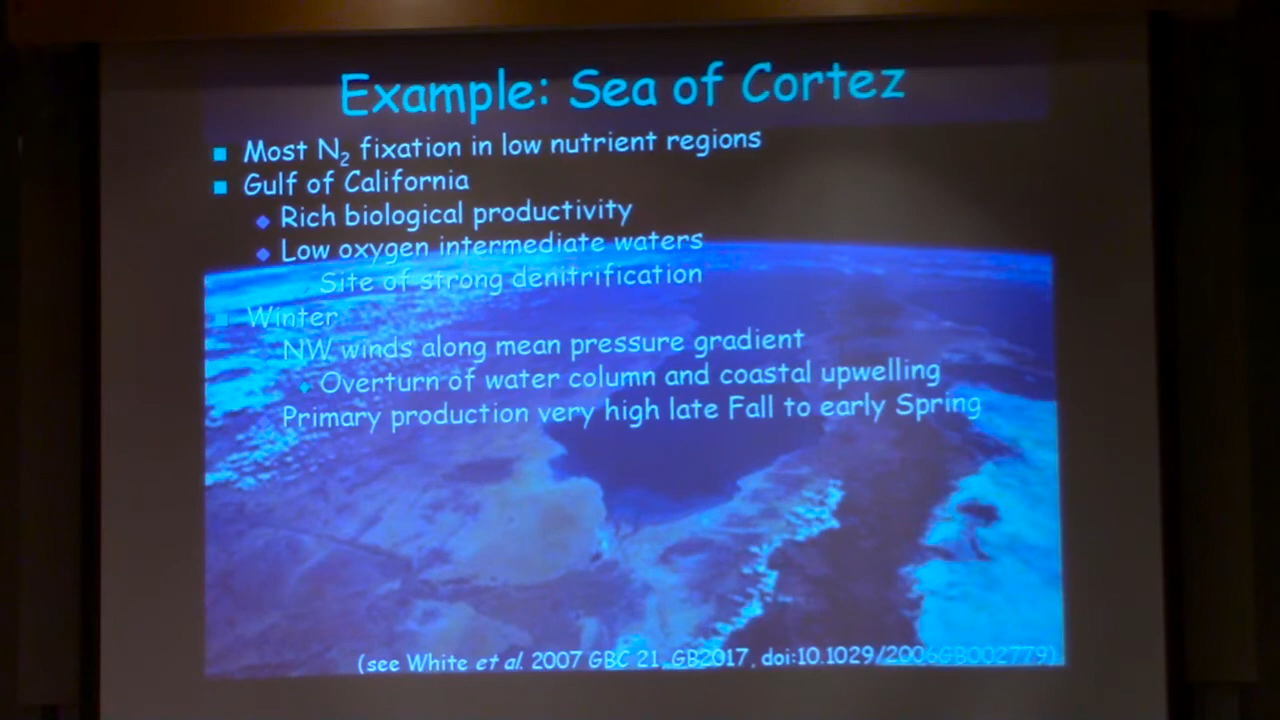 Example: Sea of Cortez
Most N₂ fixation in low nutrient regions
Gulf of California
Rich biological productivity
Low oxygen intermediate waters
Site of strong denitrification
Winter
NW winds along mean pressure gradient
Overturn of water column and coastal upwelling
Primary production very high late Fall to early Spring
(see White et al. 2007 GBC 21, GB2017, doi:10.1029/2006GB002779)